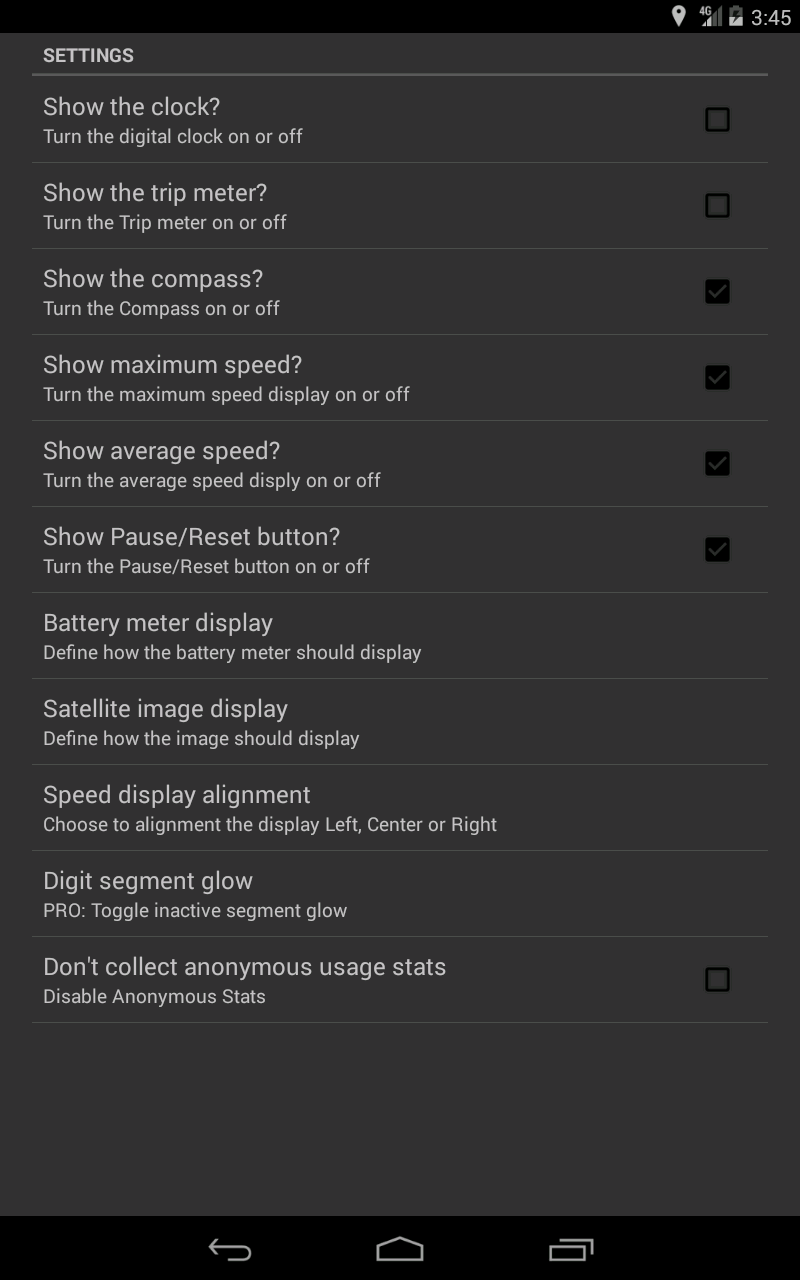 4G 3:45
SETTINGS
Show the clock?
Turn the digital clock on or off
Show the trip meter?
Turn the Trip meter on or off
Show the compass?
Turn the Compass on or off
Show maximum speed?
Turn the maximum speed display on or off
Show average speed?
Turn the average speed disply on or off
Show Pause/Reset button?
Turn the Pause/Reset button on or off
Battery meter display
Define how the battery meter should display
Satellite image display
Define how the image should display
Speed display alignment
Choose to alignment the display Left, Center or Right
Digit segment glow
PRO: Toggle inactive segment glow
Don't collect anonymous usage stats
Disable Anonymous Stats